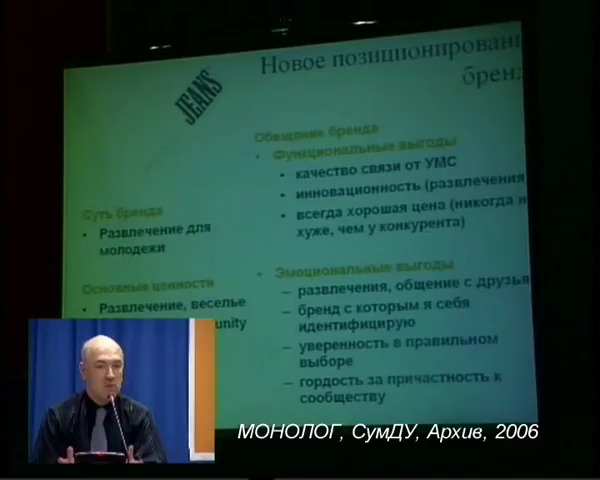 JEANS
Новое позиционировани
бренд
Обещание бренда
• Функциональные выгоды
• качество связи от УМС
• инновационность (развлечения
• всегда хорошая цена (никогда н
хуже, чем у конкурента)
Суть бренда
• Развлечение для
молодежи
Основные ценности
• Развлечение, веселье
unity
• Эмоциональные выгоды
– развлечения, общение с друзья
– бренд с которым я себя
идентифицирую
– уверенность в правильном
выборе
– гордость за причастность к
сообществу
МОНОЛОГ, СумДУ, Архив, 2006